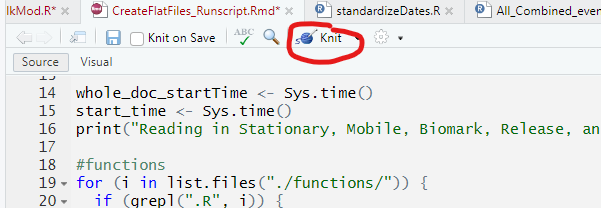 lkMod.R* CreateFlatFiles_Runscript.Rmd* standardizeDates.R All_Combined_even
Knit on Save ABC Knit
Source Visual
14 whole_doc_startTime <- Sys.time()
15 start_time <- Sys.time()
16 print("Reading in Stationary, Mobile, Biomark, Release, an
17
18 #functions
19 for (i in list.files("./functions/")) {
20 if (grepl(".R", i)) {